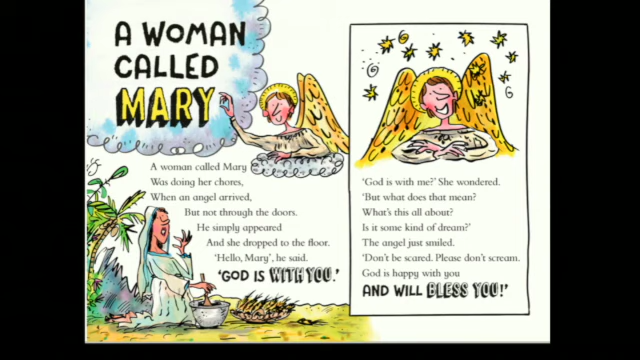 A WOMAN
CALLED
MARY
A woman called Mary
Was doing her chores,
When an angel arrived,
But not through the doors.
He simply appeared
And she dropped to the floor.
‘Hello, Mary’, he said.
‘GOD IS WITH YOU.’
‘God is with me?’ She wondered.
‘But what does that mean?
What’s this all about?
Is it some kind of dream?’
The angel just smiled.
‘Don’t be scared. Please don’t scream.
God is happy with you
AND WILL BLESS YOU!’